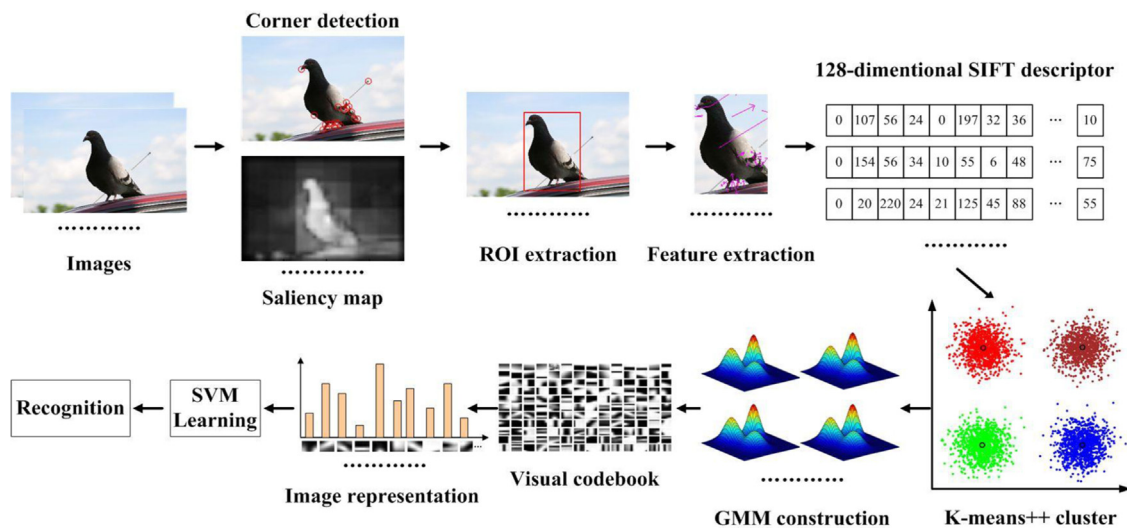 Corner detection
128-dimentional SIFT descriptor
0 107 56 24 0 197 32 36 ... 10
0 154 56 34 10 55 6 48 ... 75
0 20 220 24 21 125 45 88 ... 55
.............
Images
.............
Saliency map
.............
ROI extraction
.............
Feature extraction
.............
Recognition
SVM
Learning
...
.............
Image representation
Visual codebook
.............
GMM construction
K-means++ cluster